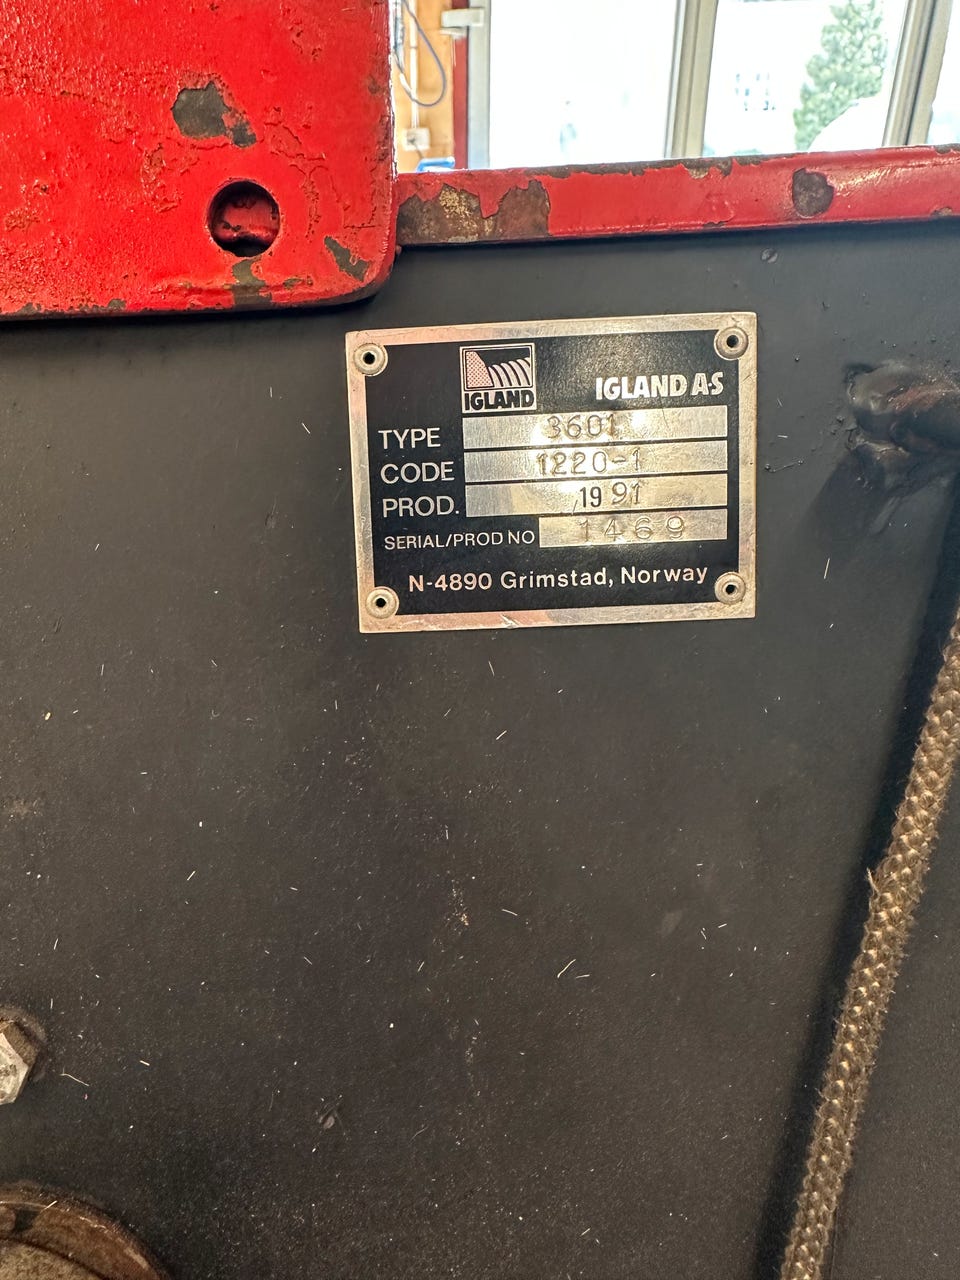 IGLAND
IGLAND A-S
TYPE 3601
CODE 1220-1
PROD. 1991
SERIAL/PROD NO 1469
N-4890 Grimstad, Norway